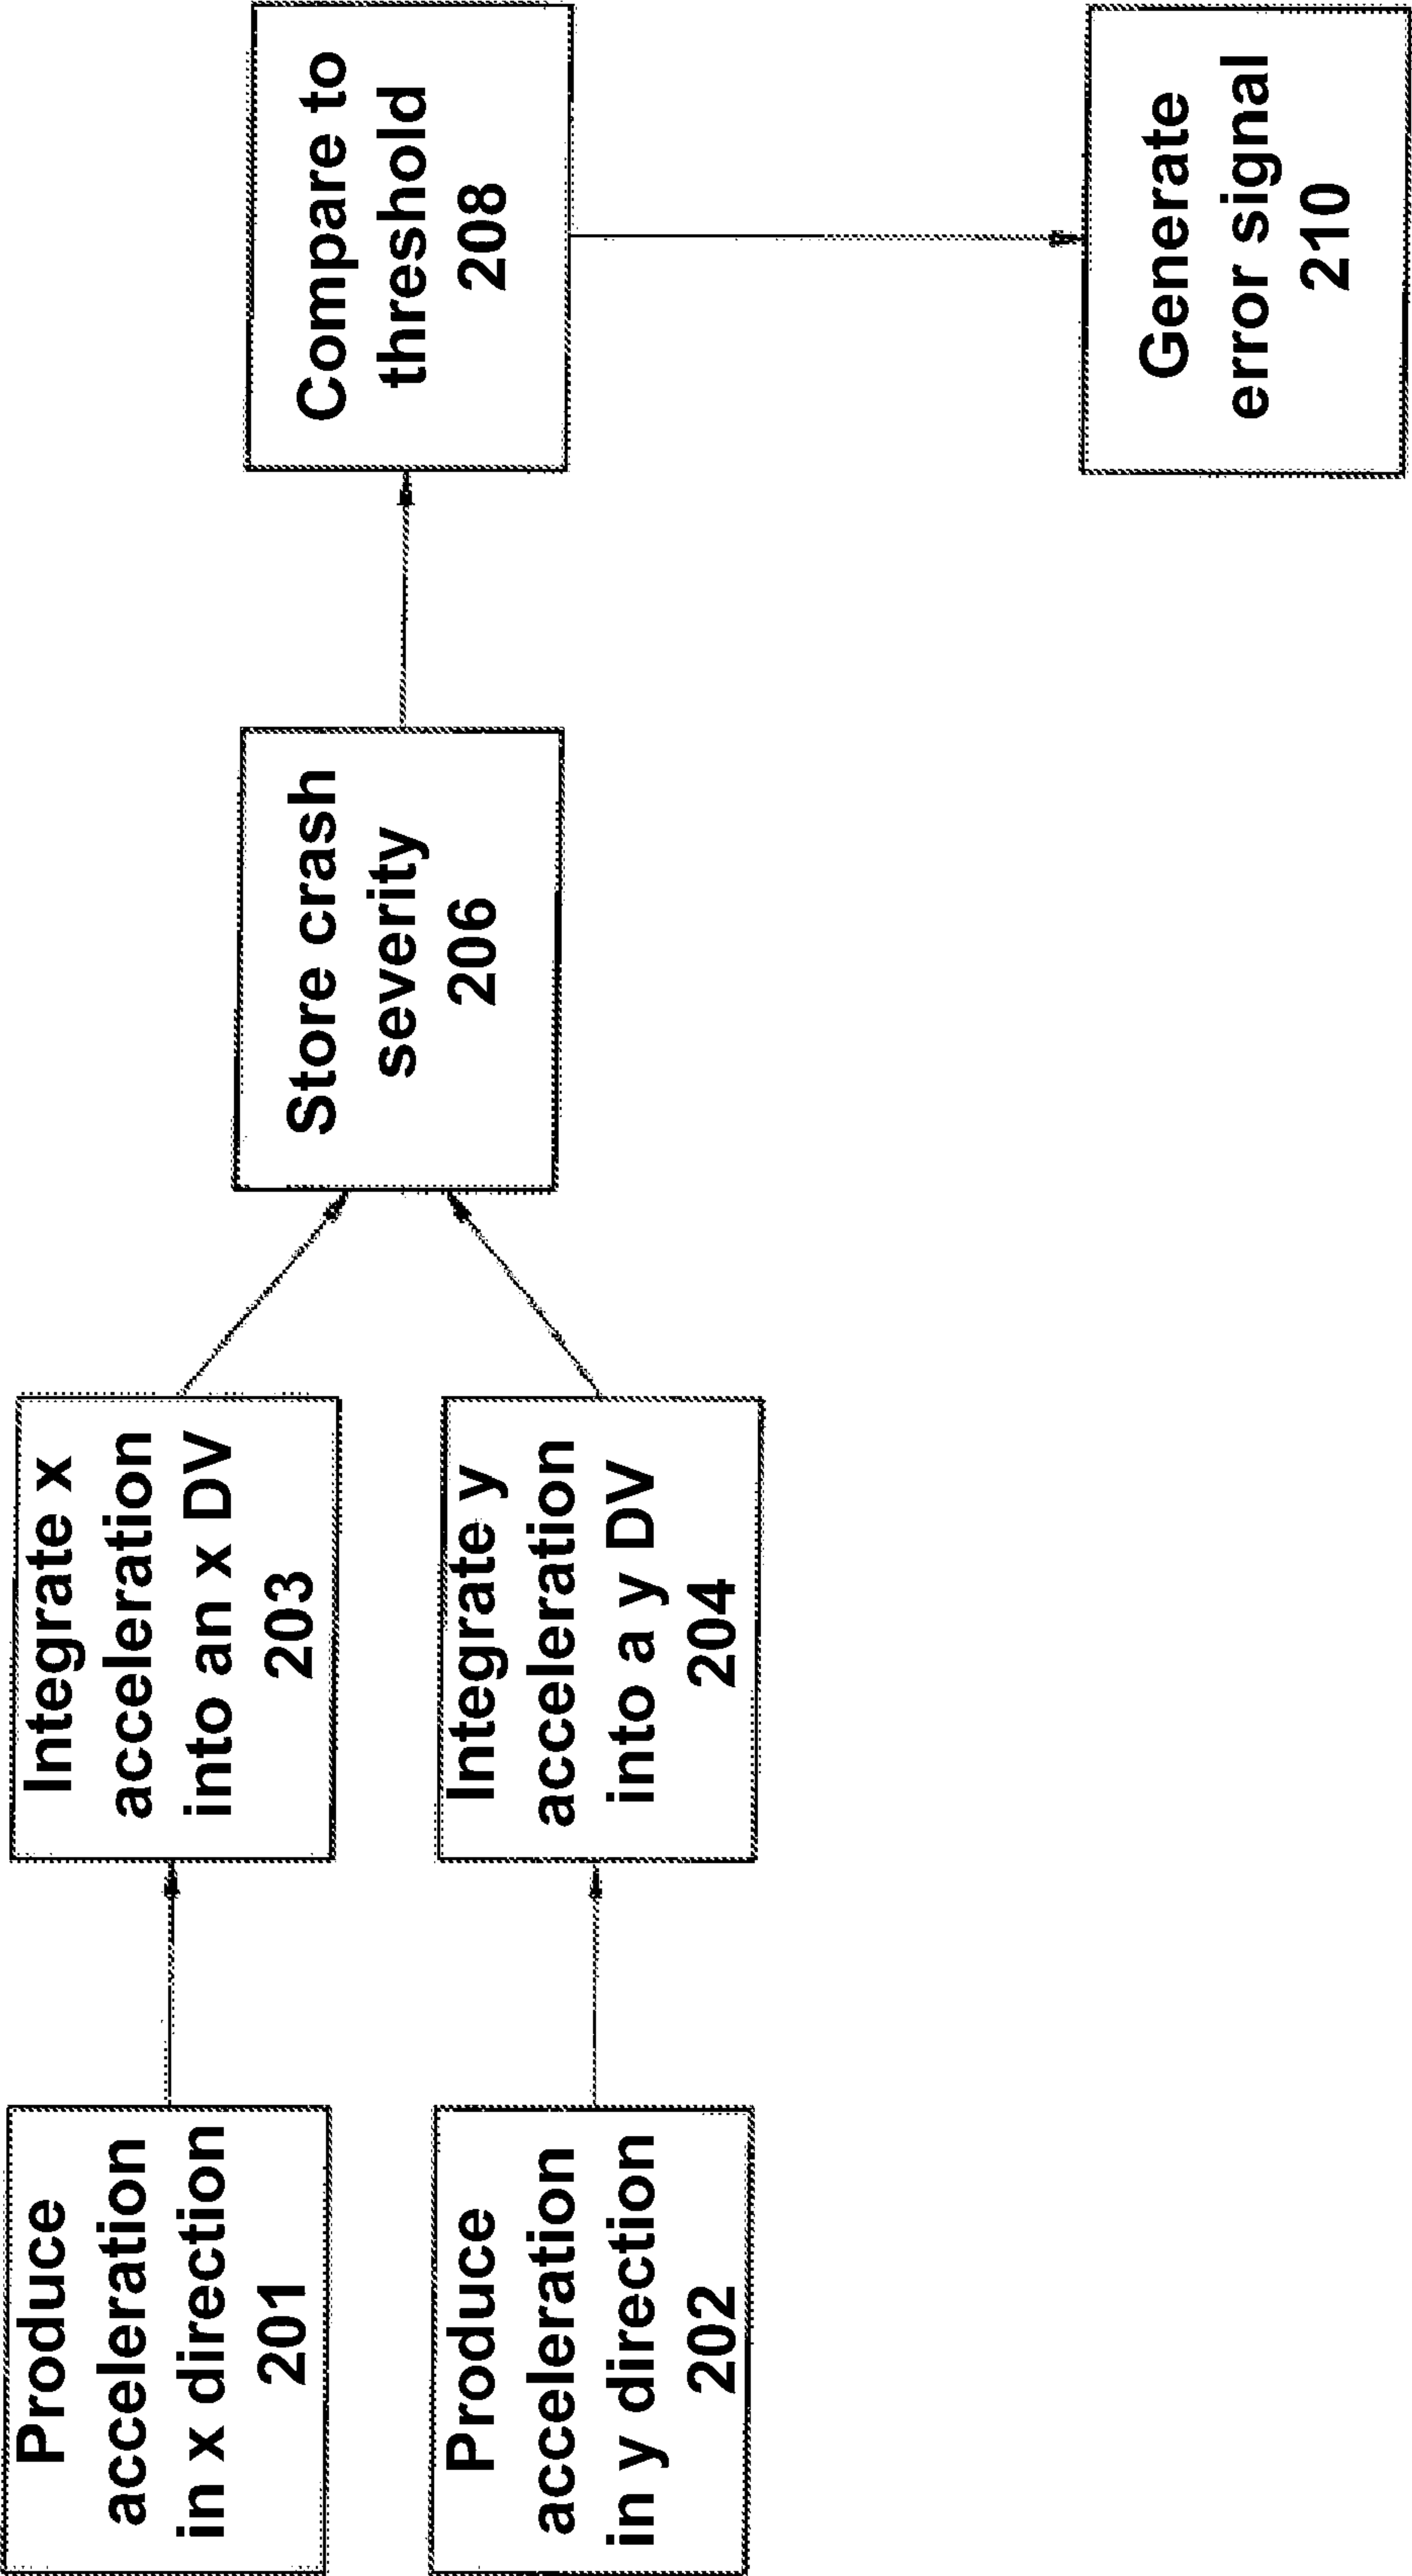 Produce
acceleration
in x direction
201
Produce
acceleration
in y direction
202
Integrate x
acceleration
into an x DV
203
Integrate y
acceleration
into a y DV
204
Store crash
severity
206
Compare to
threshold
208
Generate
error signal
210